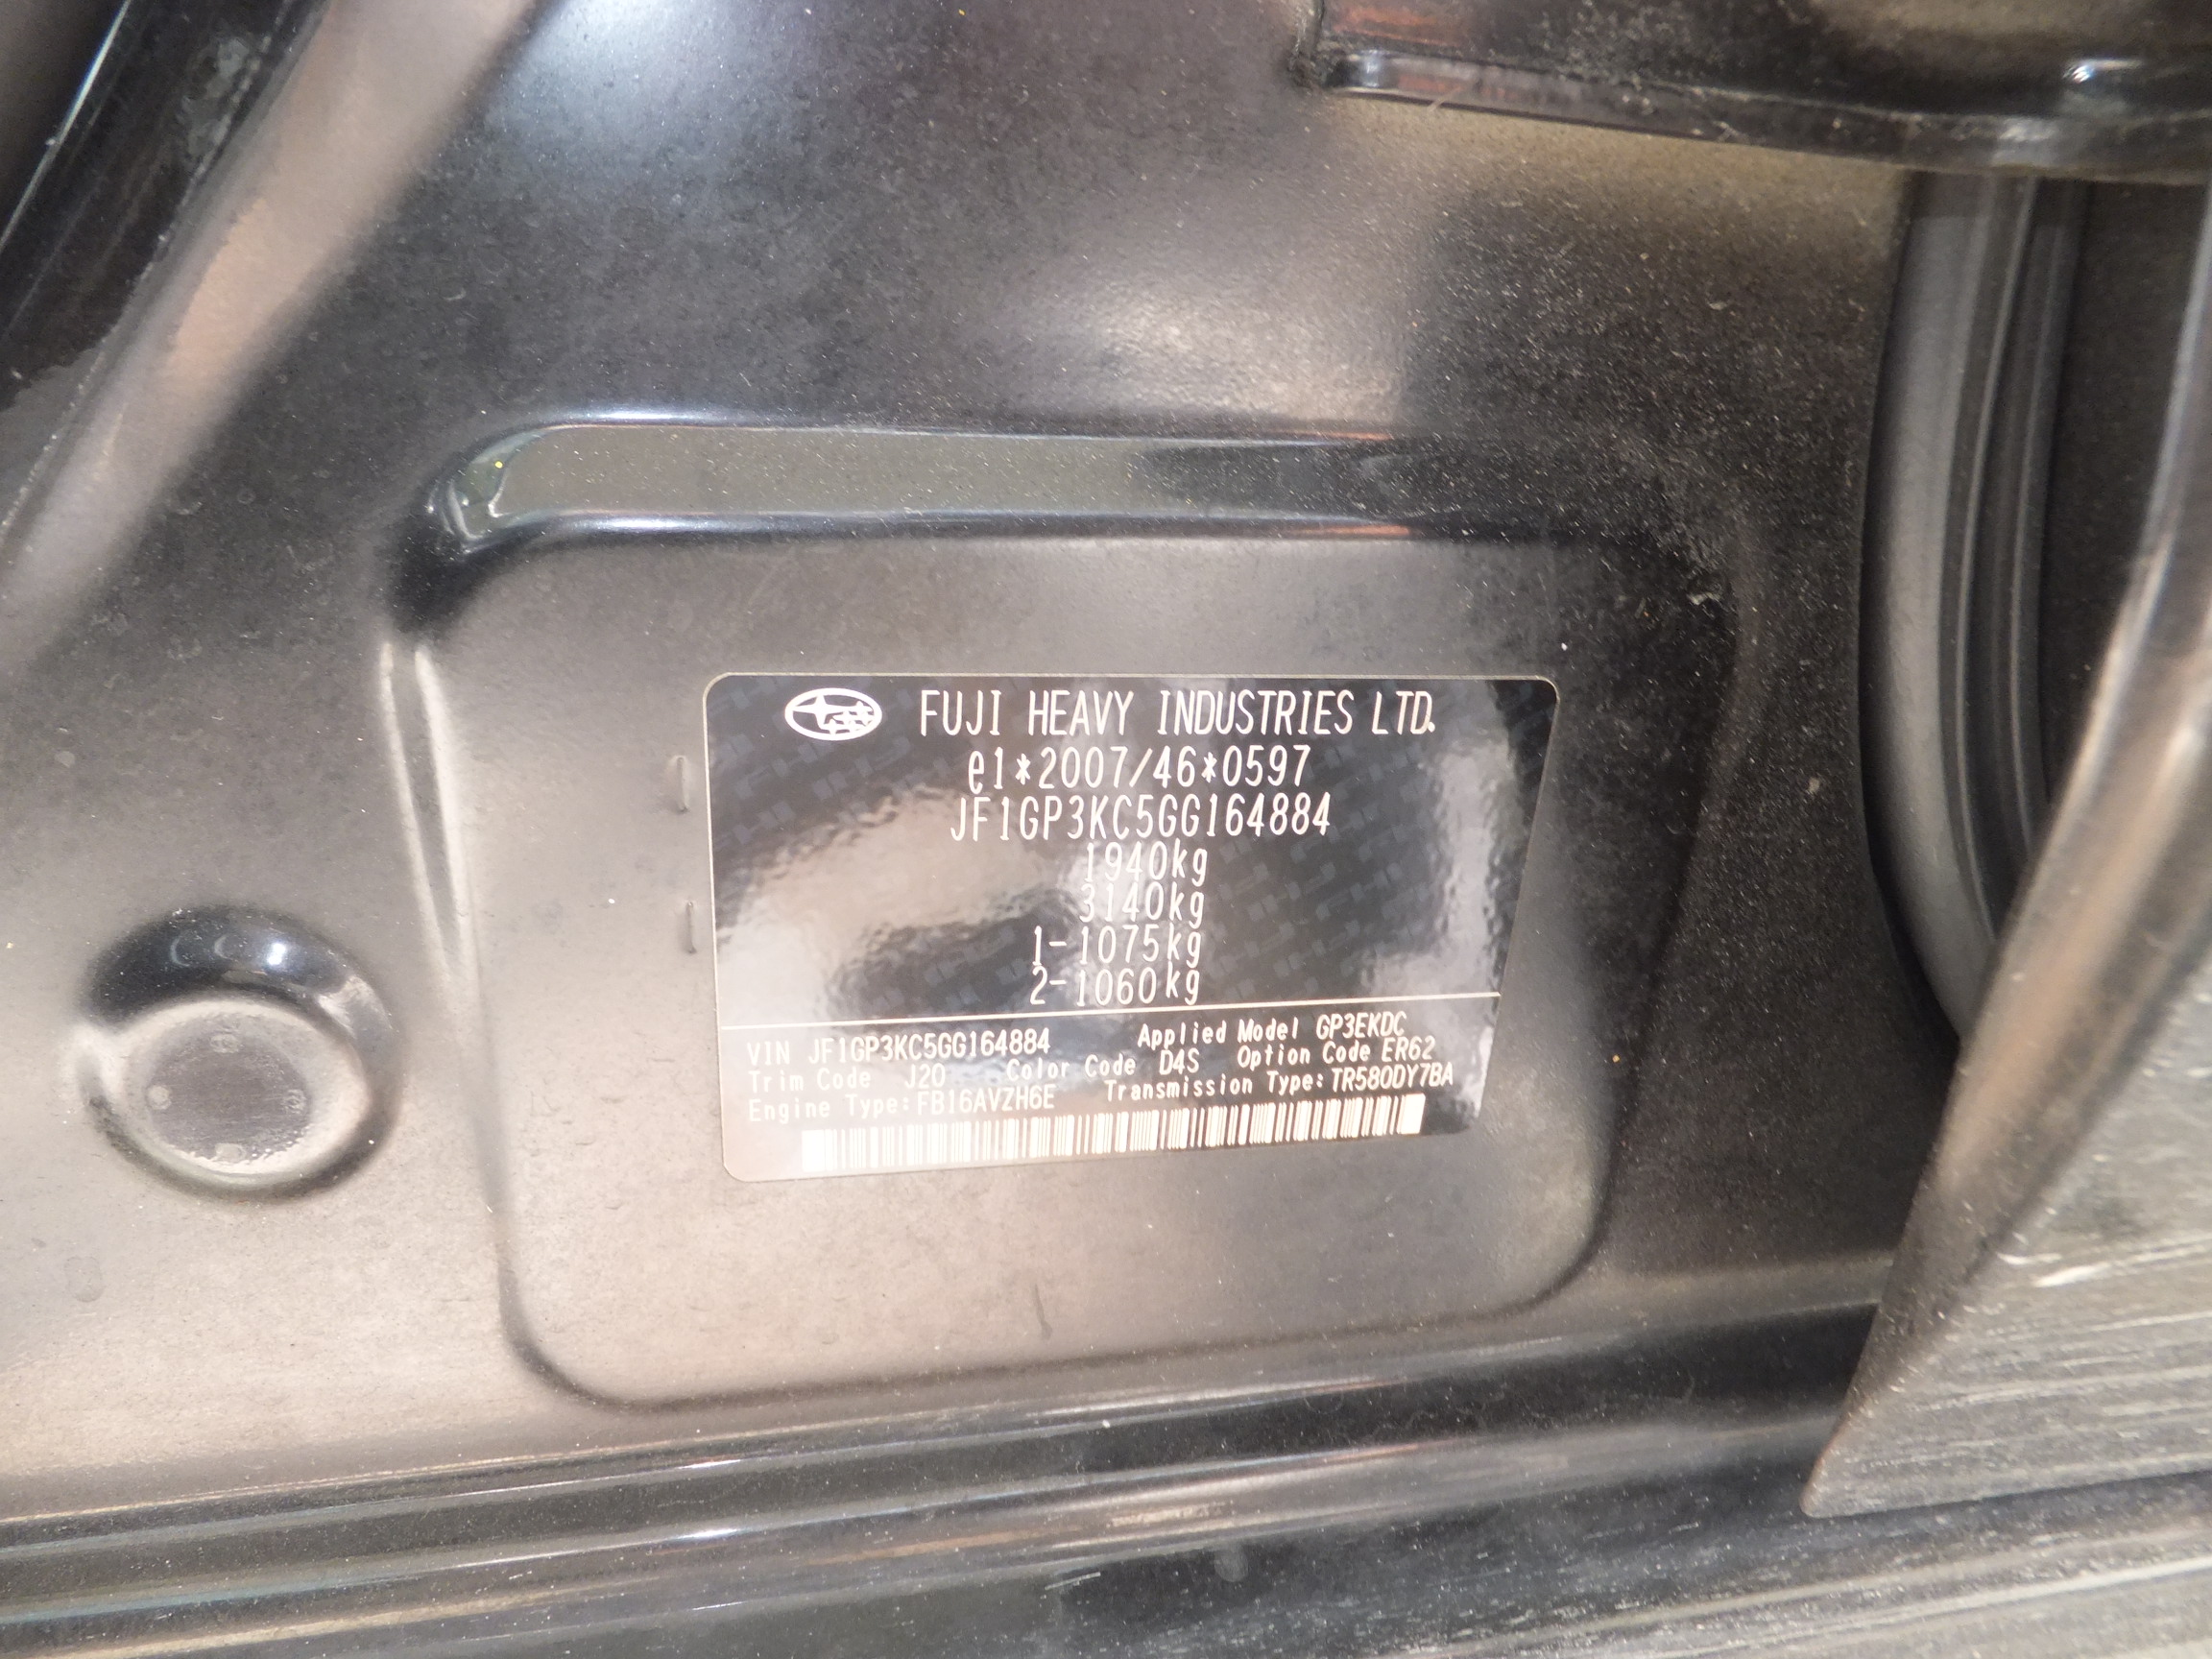 FUJI HEAVY INDUSTRIES LTD.
e1*2007/46*0597
JF1GP3KC5GG164884
1940kg
3140kg
1-1075kg
2-1060kg
VIN JF1GP3KC5GG164884 Applied Model GP3EKDC
Trim Code J20 Color Code D4S Option Code ER62
Engine Type:FB16AVZH6E Transmission Type:TR580DY7BA